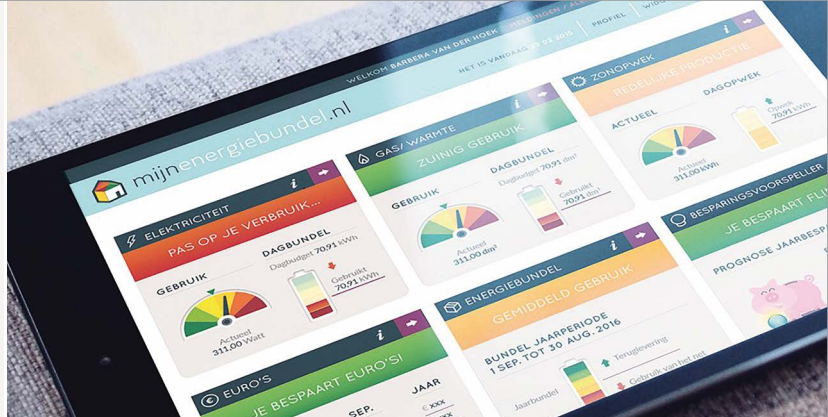 WELKOM BARBERA VAN DER HOEK MELDINGEN /
PROFIEL
HET IS VANDAAG
2015
mijnenergiebundel.nl
ELEKTRICITEIT i
PAS OP JE VERBRUIK...
GEBRUIK
DAGBUNDEL
Dagbudget 70,91 kWh
Gebruikt
70,91 kWh
Actueel
311.00 Watt
GAS/ WARMTE i
ZUINIG GEBRUIK
GEBRUIK
DAGBUNDEL
Dagbudget 70,91 dm³
Gebruikt
70,91 dm³
Actueel
311.00 dm³
ZONOPWEK i
REDELIJKE PRODUCTIE
ACTUEEL
DAGOPWEK
Opwek
70,91 kWh
Actueel
311.00 kWh
€ EURO'S i
JE BESPAART EURO'S!
SEP.
JAAR
€ xxx
€ xxx
ENERGIEBUNDEL i
GEMIDDELD GEBRUIK
BUNDEL JAARPERIODE
1 SEP. TOT 30 AUG. 2016
Jaarbundel
Teruglevering
Gebruik van het net
BESPARINGSVOORSPELLER
JE BESPAART
PROGNOSE